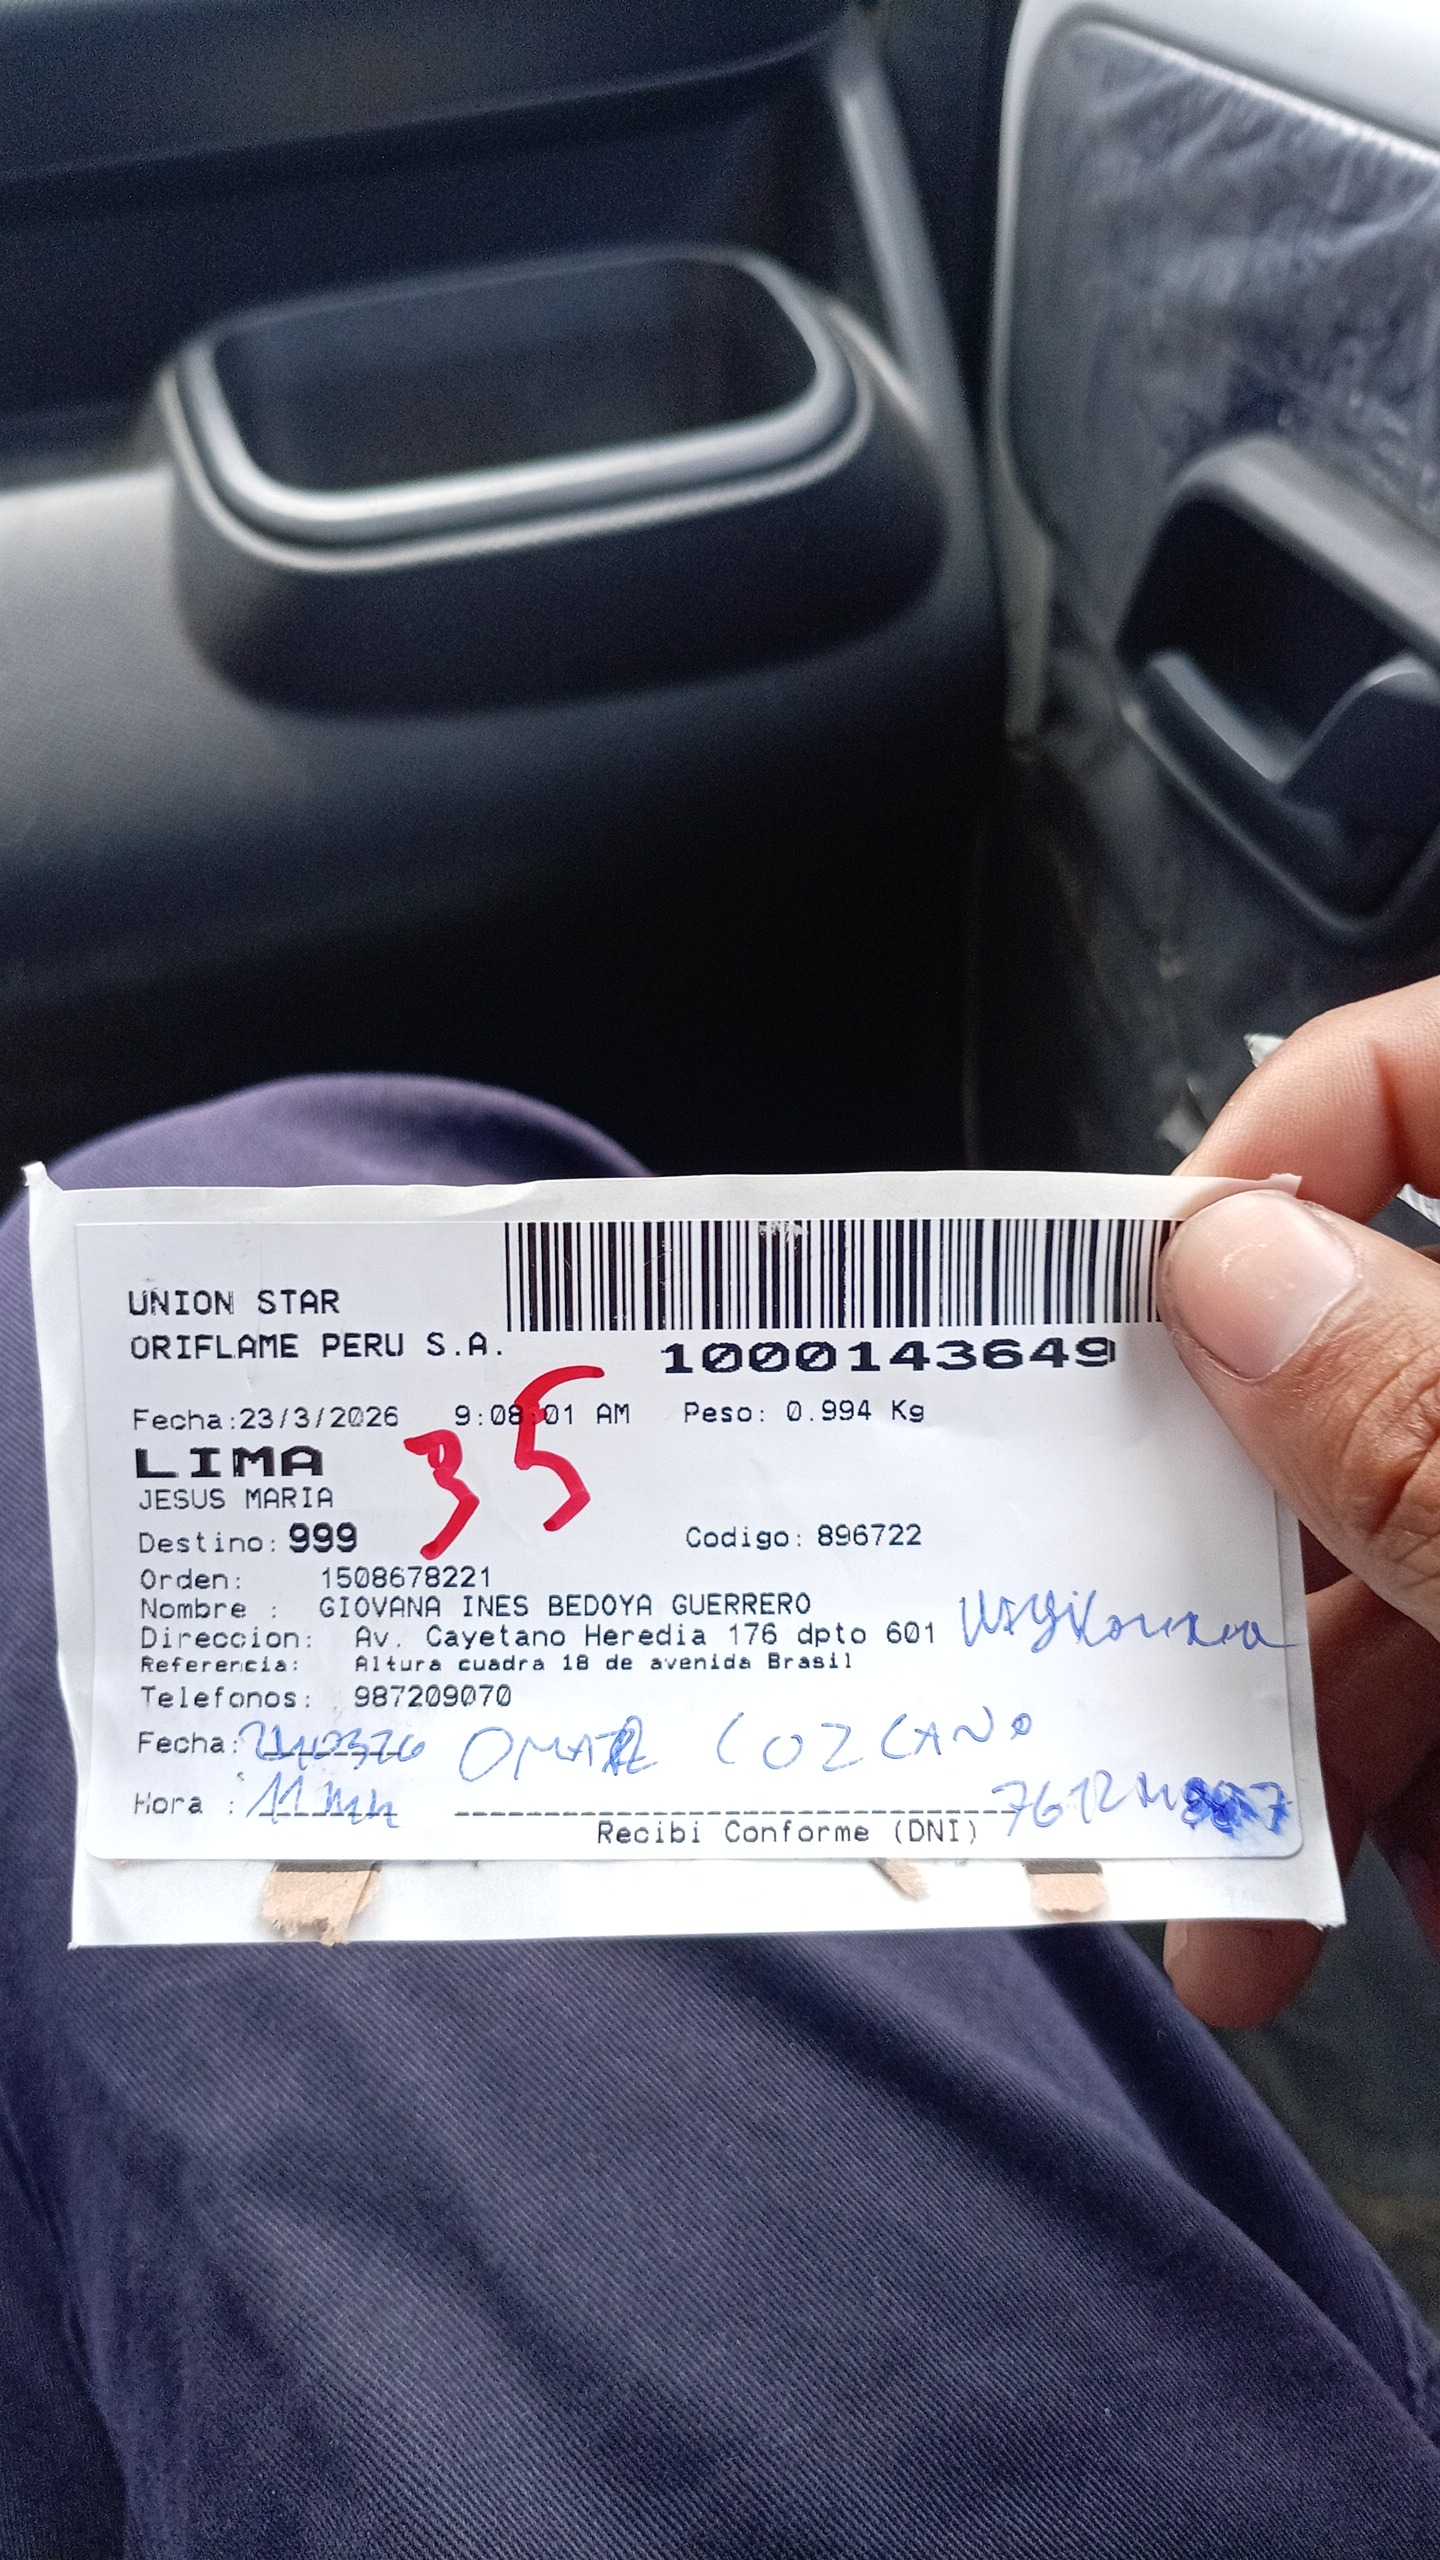 UNION STAR
ORIFLAME PERU S.A.
1000143649
Fecha:23/3/2026 9:08:01 AM Peso: 0.994 Kg
35
LIMA
JESUS MARIA
Destino: 999 Codigo: 896722
Orden: 1508678221
Nombre : GIOVANA INES BEDOYA GUERRERO
Direccion: Av. Cayetano Heredia 176 dpto 601
Referencia: Altura cuadra 18 de avenida Brasil
Telefonos: 987209070
Fecha: OMAR
Hora :
Recibi Conforme (DNI)